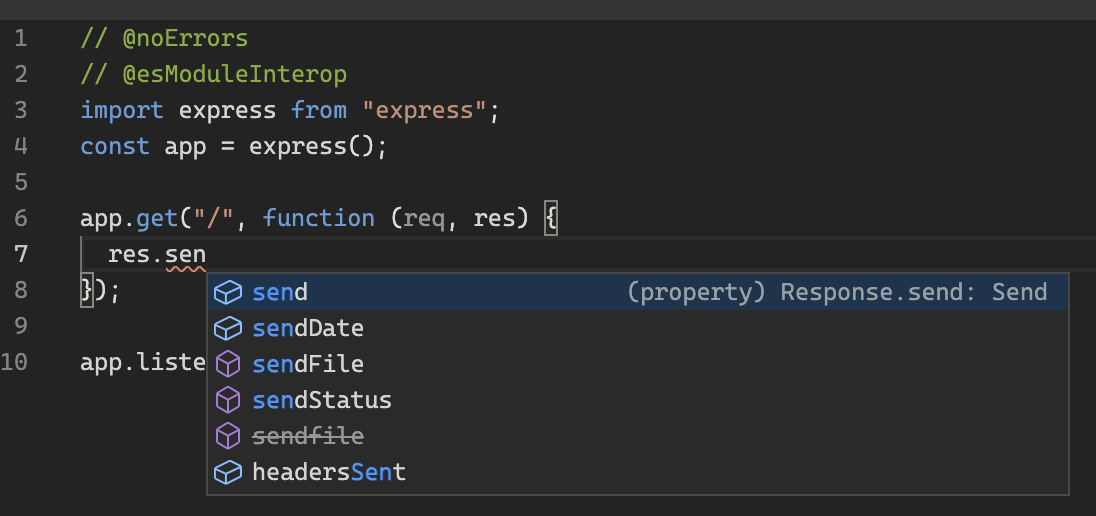 1 // @noErrors
2 // @esModuleInterop
3 import express from "express";
4 const app = express();
5
6 app.get("/", function (req, res) {
7 res.sen
8 });
send (property) Response.send: Send
sendDate
9
sendFile
10 app.liste
sendStatus
sendfile
headersSent